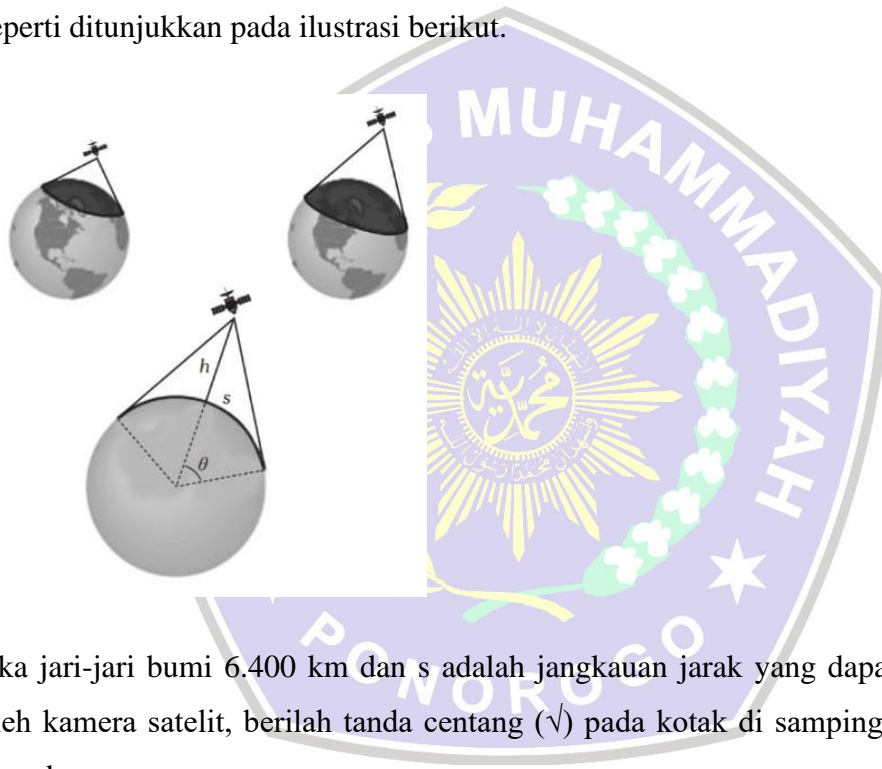 eperti ditunjukkan pada ilustrasi berikut.
MUHAMMADIYAH
h
s
θ
PONOROGO
ka jari-jari bumi 6.400 km dan s adalah jangkauan jarak yang dapa
leh kamera satelit, berilah tanda centang (√) pada kotak di samping